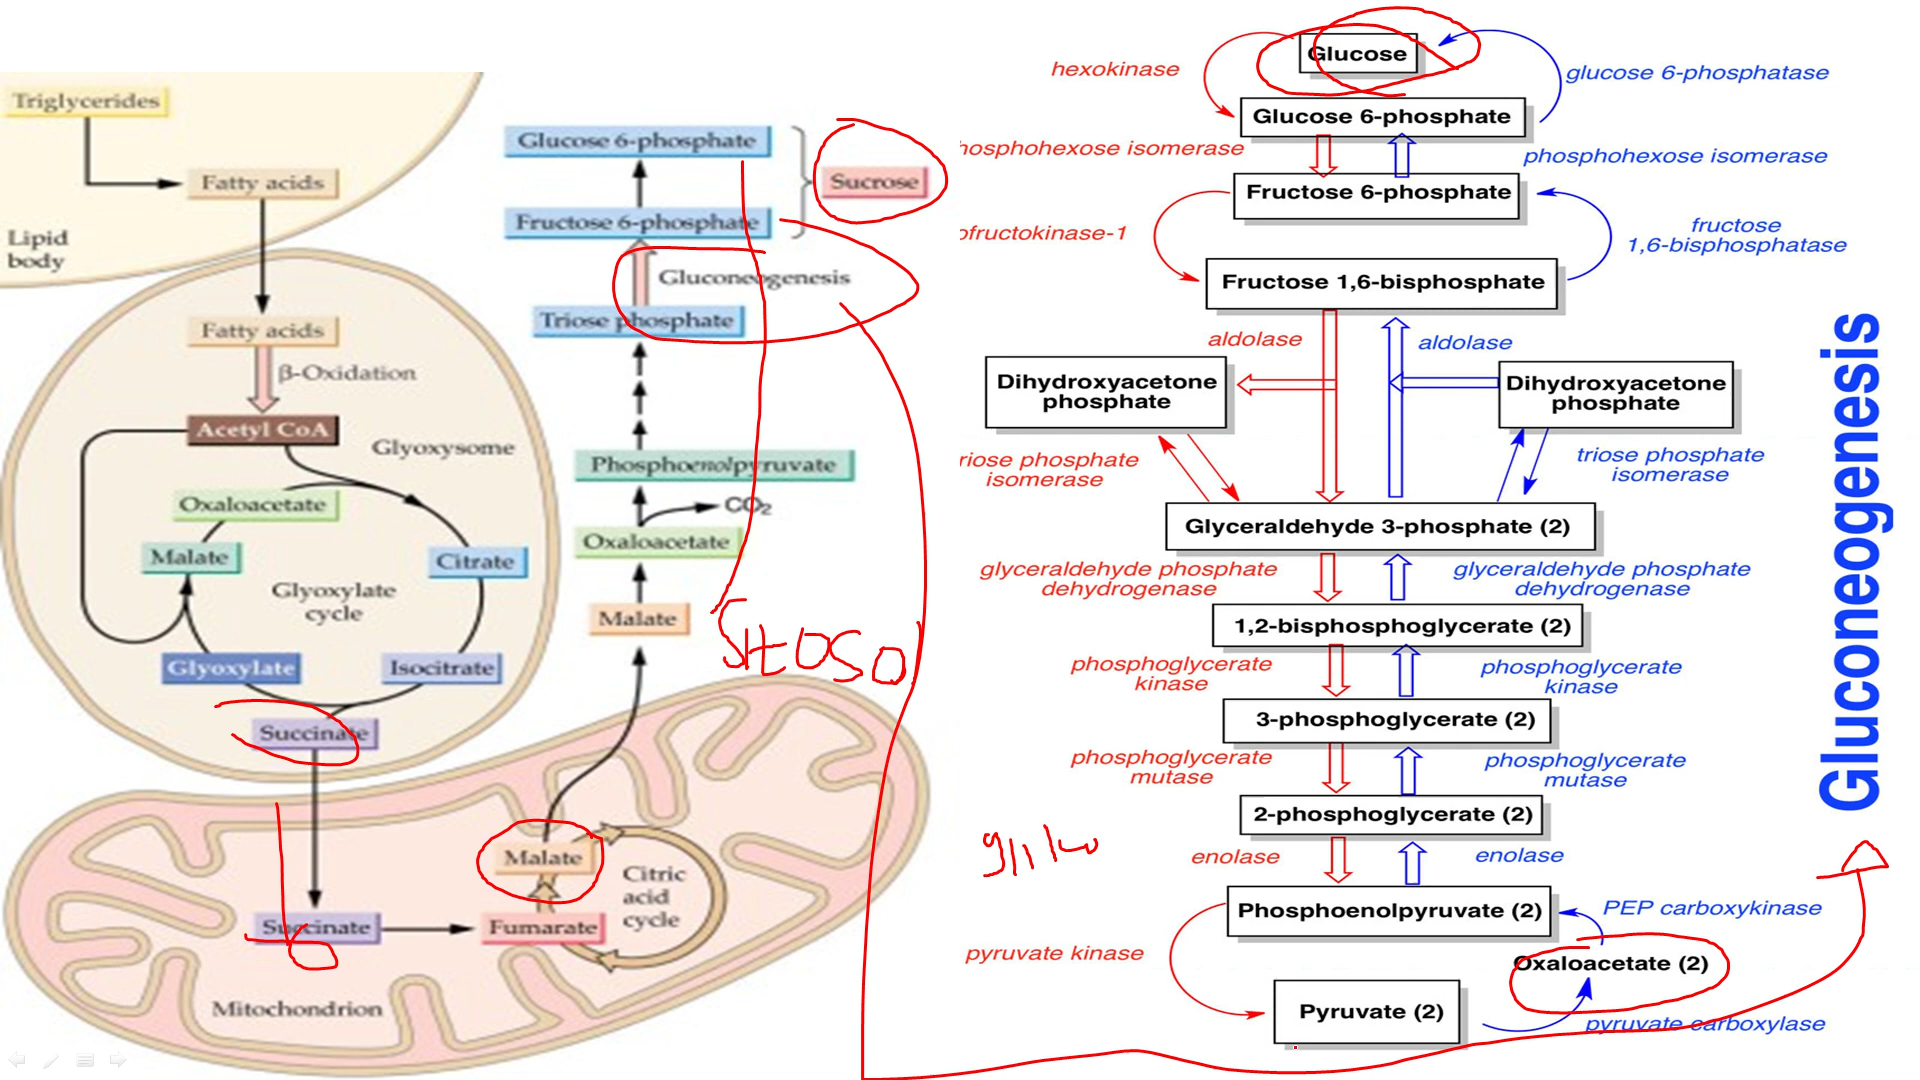 Triglycerides
Fatty acids
Lipid
body
Fatty acids
β-Oxidation
Acetyl CoA
Glyoxysome
Oxaloacetate
Malate
Citrate
Glyoxylate
cycle
Glyoxylate
Isocitrate
Succinate
Succinate
Fumarate
Malate
Citric
acid
cycle
Mitochondrion
Glucose 6-phosphate
Sucrose
Fructose 6-phosphate
Gluconeogenesis
Triose phosphate
Phosphoenolpyruvate
CO2
Oxaloacetate
Malate
Glucose
hexokinase
glucose 6-phosphatase
Glucose 6-phosphate
hosphohexose isomerase
phosphohexose isomerase
Fructose 6-phosphate
ofructokinase-1
fructose
1,6-bisphosphatase
Fructose 1,6-bisphosphate
aldolase
aldolase
Dihydroxyacetone
phosphate
Dihydroxyacetone
phosphate
riose phosphate
isomerase
triose phosphate
isomerase
Glyceraldehyde 3-phosphate (2)
glyceraldehyde phosphate
dehydrogenase
glyceraldehyde phosphate
dehydrogenase
1,2-bisphosphoglycerate (2)
phosphoglycerate
kinase
phosphoglycerate
kinase
3-phosphoglycerate (2)
phosphoglycerate
mutase
phosphoglycerate
mutase
2-phosphoglycerate (2)
enolase
enolase
Phosphoenolpyruvate (2)
PEP carboxykinase
pyruvate kinase
Oxaloacetate (2)
Pyruvate (2)
pyruvate carboxylase
Gluconeogenesis